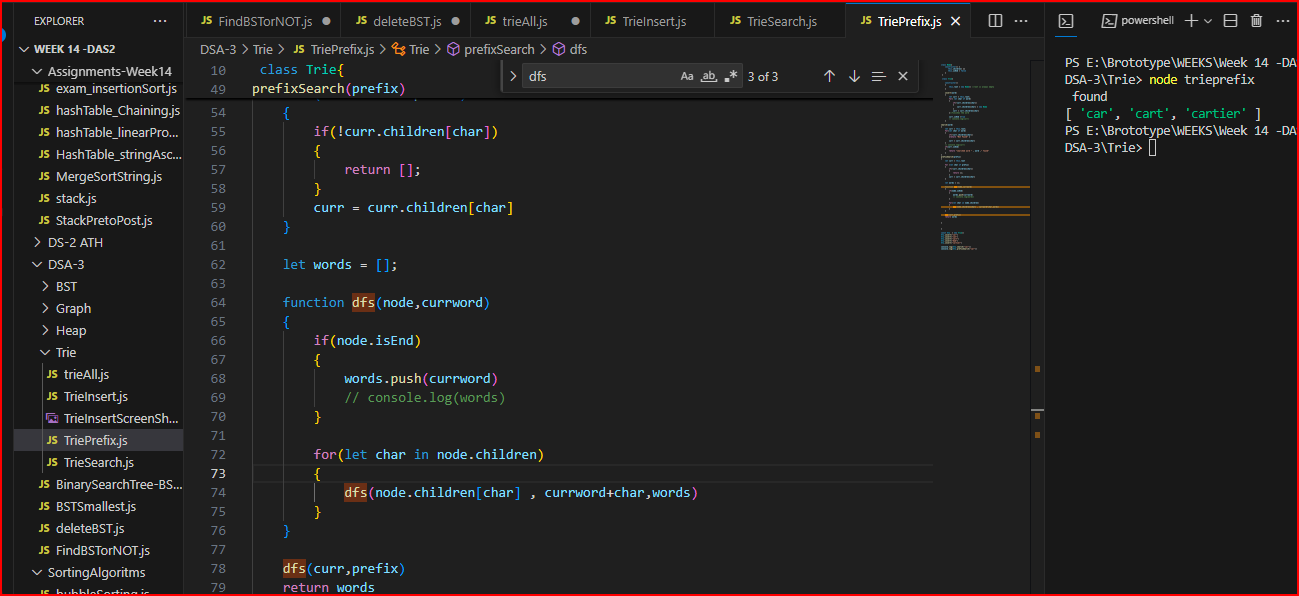 EXPLORER
WEEK 14 -DAS2
Assignments-Week14
JS exam_insertionSort.js
JS hashTable_Chaining.js
JS hashTable_linearPro...
JS HashTable_stringAsc...
JS MergeSortString.js
JS stack.js
JS StackPretoPost.js
DS-2 ATH
DSA-3
BST
Graph
Heap
Trie
JS trieAll.js
JS TrieInsert.js
TrieInsertScreenSh...
JS TriePrefix.js
JS TrieSearch.js
JS BinarySearchTree-BS...
JS BSTSmallest.js
JS deleteBST.js
JS FindBSTorNOT.js
SortingAlgoritms
JS bubbleSorting.js
JS FindBSTorNOT.js
JS deleteBST.js
JS trieAll.js
JS TrieInsert.js
JS TrieSearch.js
JS TriePrefix.js
DSA-3 > Trie > JS TriePrefix.js > Trie > prefixSearch > dfs
dfs
Aa ab
3 of 3
10 class Trie{
49 prefixSearch(prefix)
54 {
55 if(!curr.children[char])
56 {
57 return [];
58 }
59 curr = curr.children[char]
60 }
61
62 let words = [];
63
64 function dfs(node,currword)
65 {
66 if(node.isEnd)
67 {
68 words.push(currword)
69 // console.log(words)
70 }
71
72 for(let char in node.children)
73 {
74 dfs(node.children[char] , currword+char,words)
75 }
76 }
77
78 dfs(curr,prefix)
79 return words
powershell
PS E:\Brototype\WEEKS\Week 14 -DA
DSA-3\Trie> node trieprefix
found
[ 'car', 'cart', 'cartier' ]
PS E:\Brototype\WEEKS\Week 14 -DA
DSA-3\Trie>